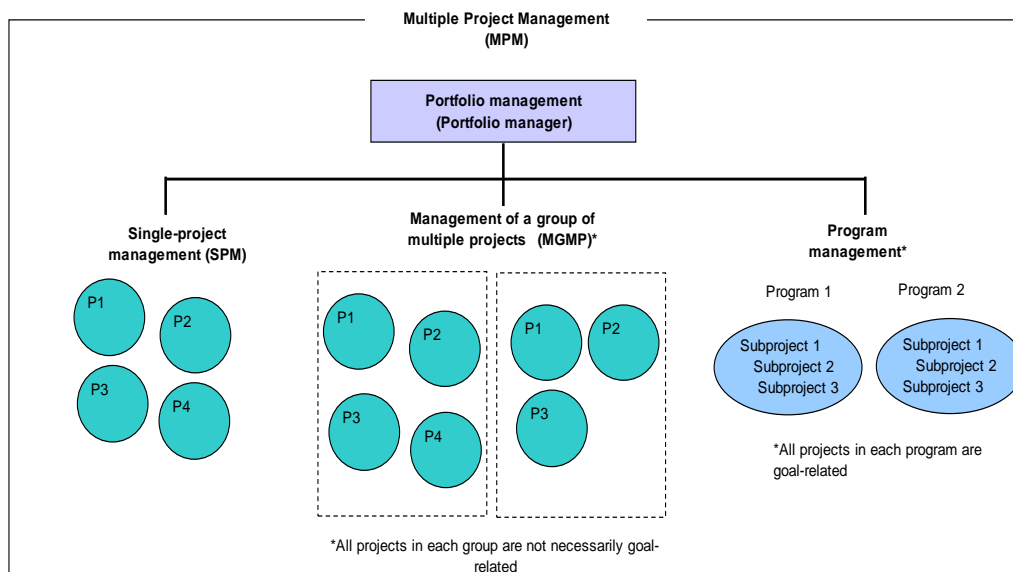 Multiple Project Management
(MPM)
Portfolio management
(Portfolio manager)
Single-project
management (SPM)
P1
P2
P3
P4
Management of a group of
multiple projects (MGMP)*
P1
P2
P3
P4
P1
P2
P3
*All projects in each group are not necessarily goal-
related
Program
management*
Program 1
Program 2
Subproject 1
Subproject 2
Subproject 3
Subproject 1
Subproject 2
Subproject 3
*All projects in each program are
goal-related